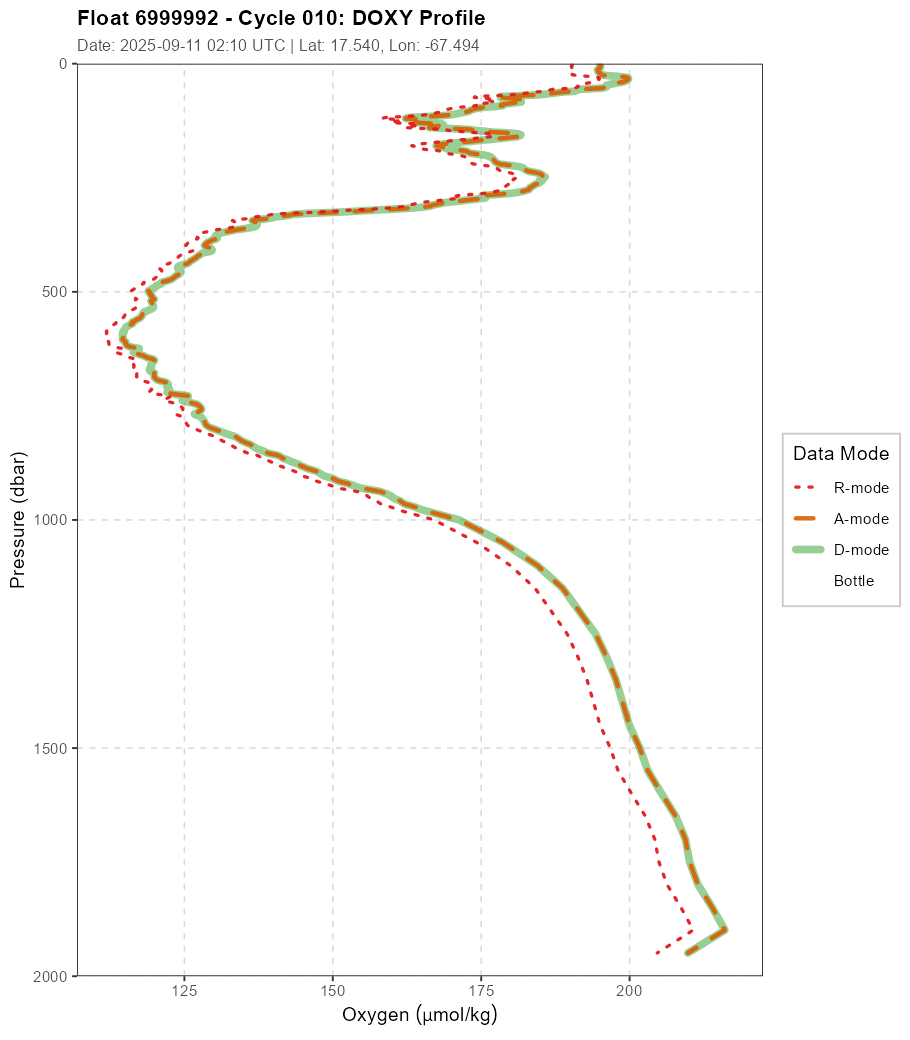 Float 6999992 - Cycle 010: DOXY Profile
Date: 2025-09-11 02:10 UTC | Lat: 17.540, Lon: -67.494
0
500
1000
1500
2000
Pressure (dbar)
125
150
175
200
Oxygen (µmol/kg)
Data Mode
R-mode
A-mode
D-mode
Bottle